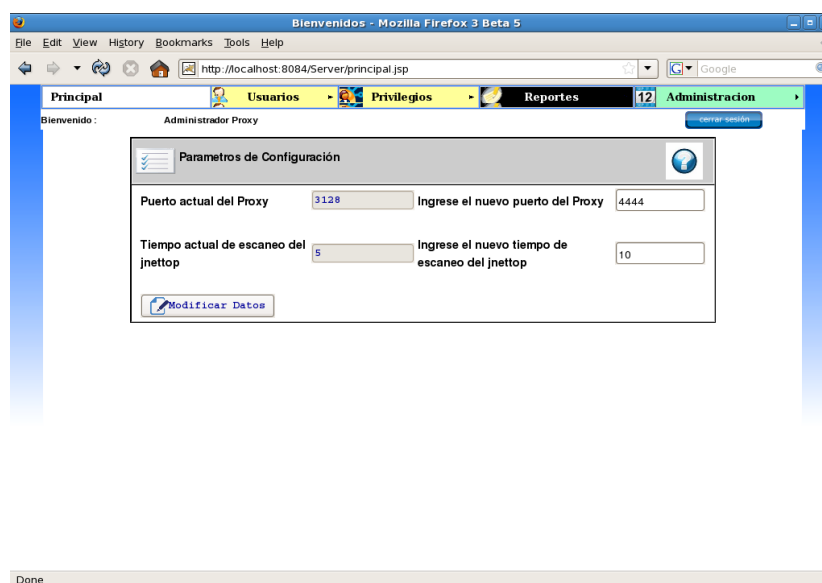 Bienvenidos - Mozilla Firefox 3 Beta 5
File Edit View History Bookmarks Tools Help
http://localhost:8084/Server/principal.jsp
G Google
Principal Usuarios Privilegios Reportes 12 Administracion
Bienvenido : Administrador Proxy cerrar sesión
Parametros de Configuración
Puerto actual del Proxy 3128 Ingrese el nuevo puerto del Proxy 4444
Tiempo actual de escaneo del jnettop 5 Ingrese el nuevo tiempo de escaneo del jnettop 10
Modificar Datos
Done